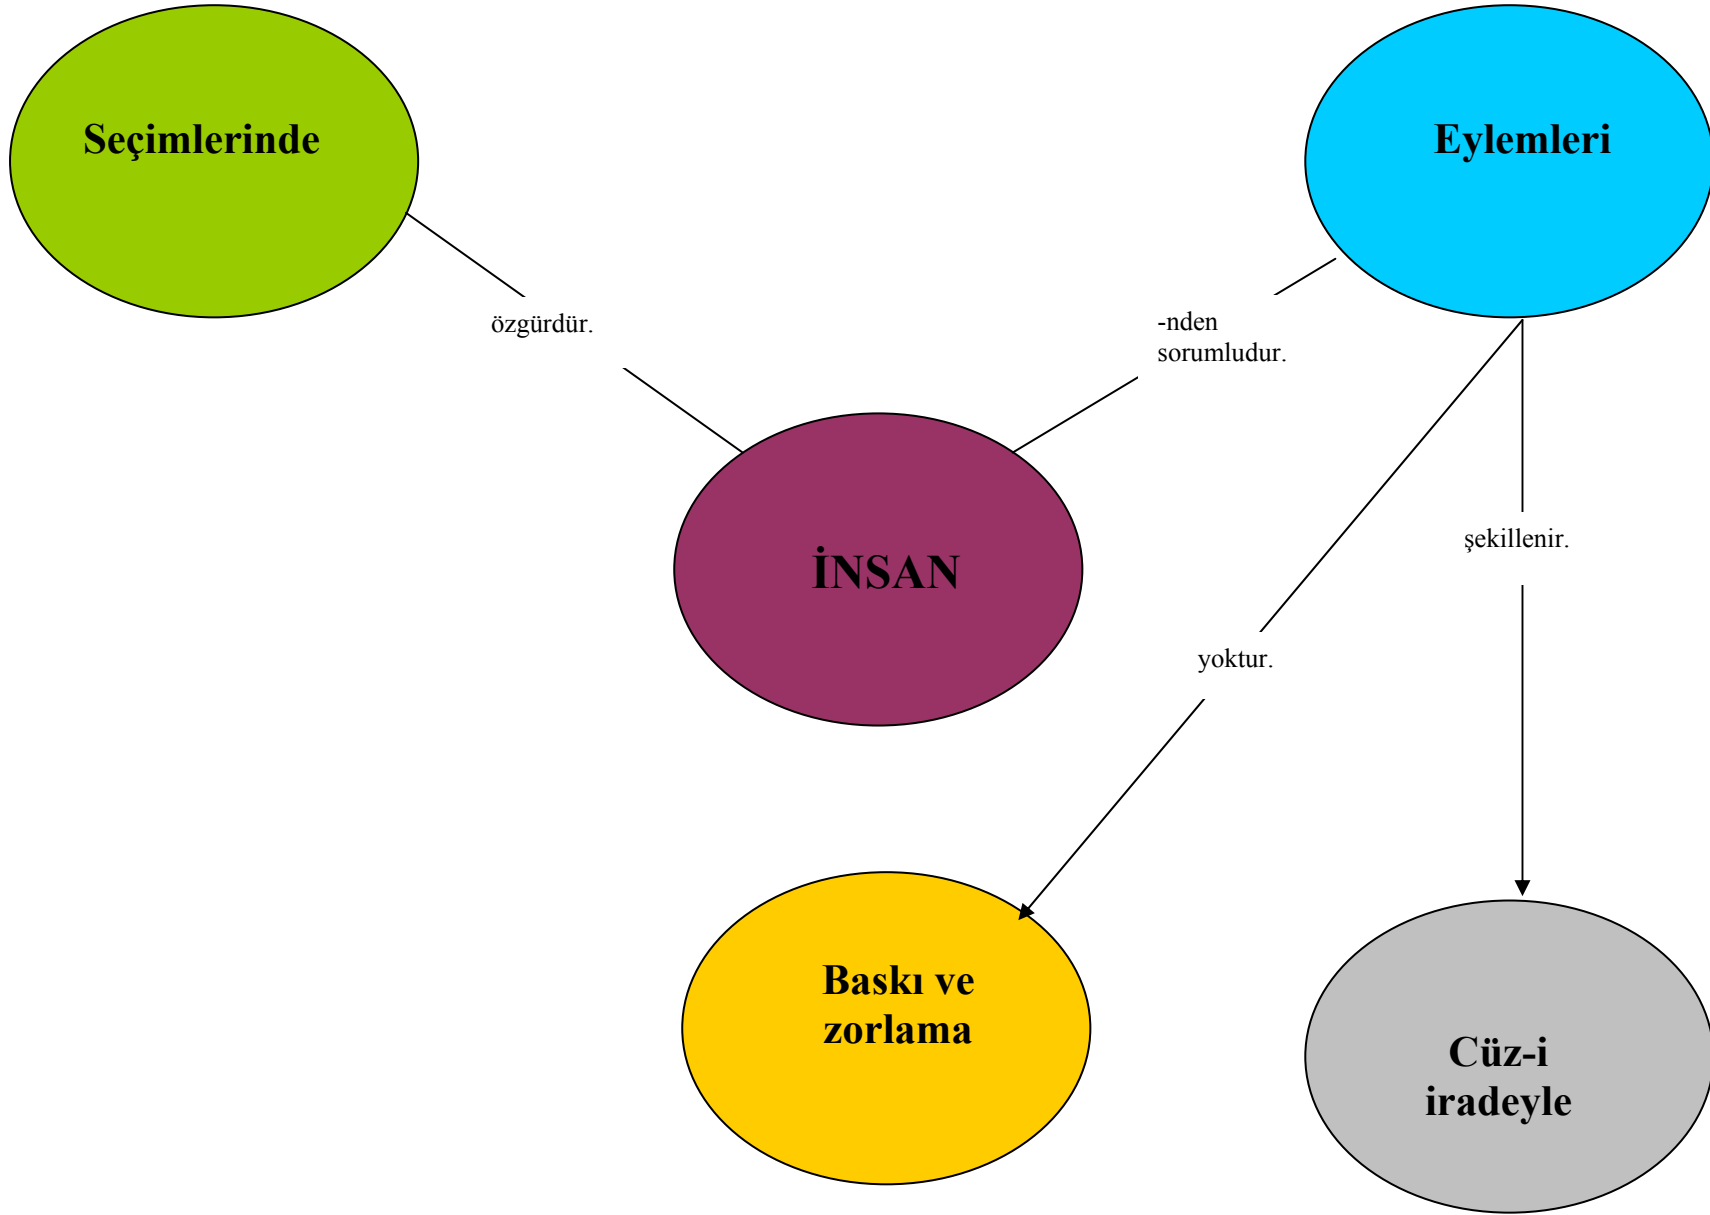 Seçimlerinde
Eylemleri
özgürdür.
-nden
sorumludur.
İNSAN
şekillenir.
yoktur.
Baskı ve
zorlama
Cüz-i
iradeyle